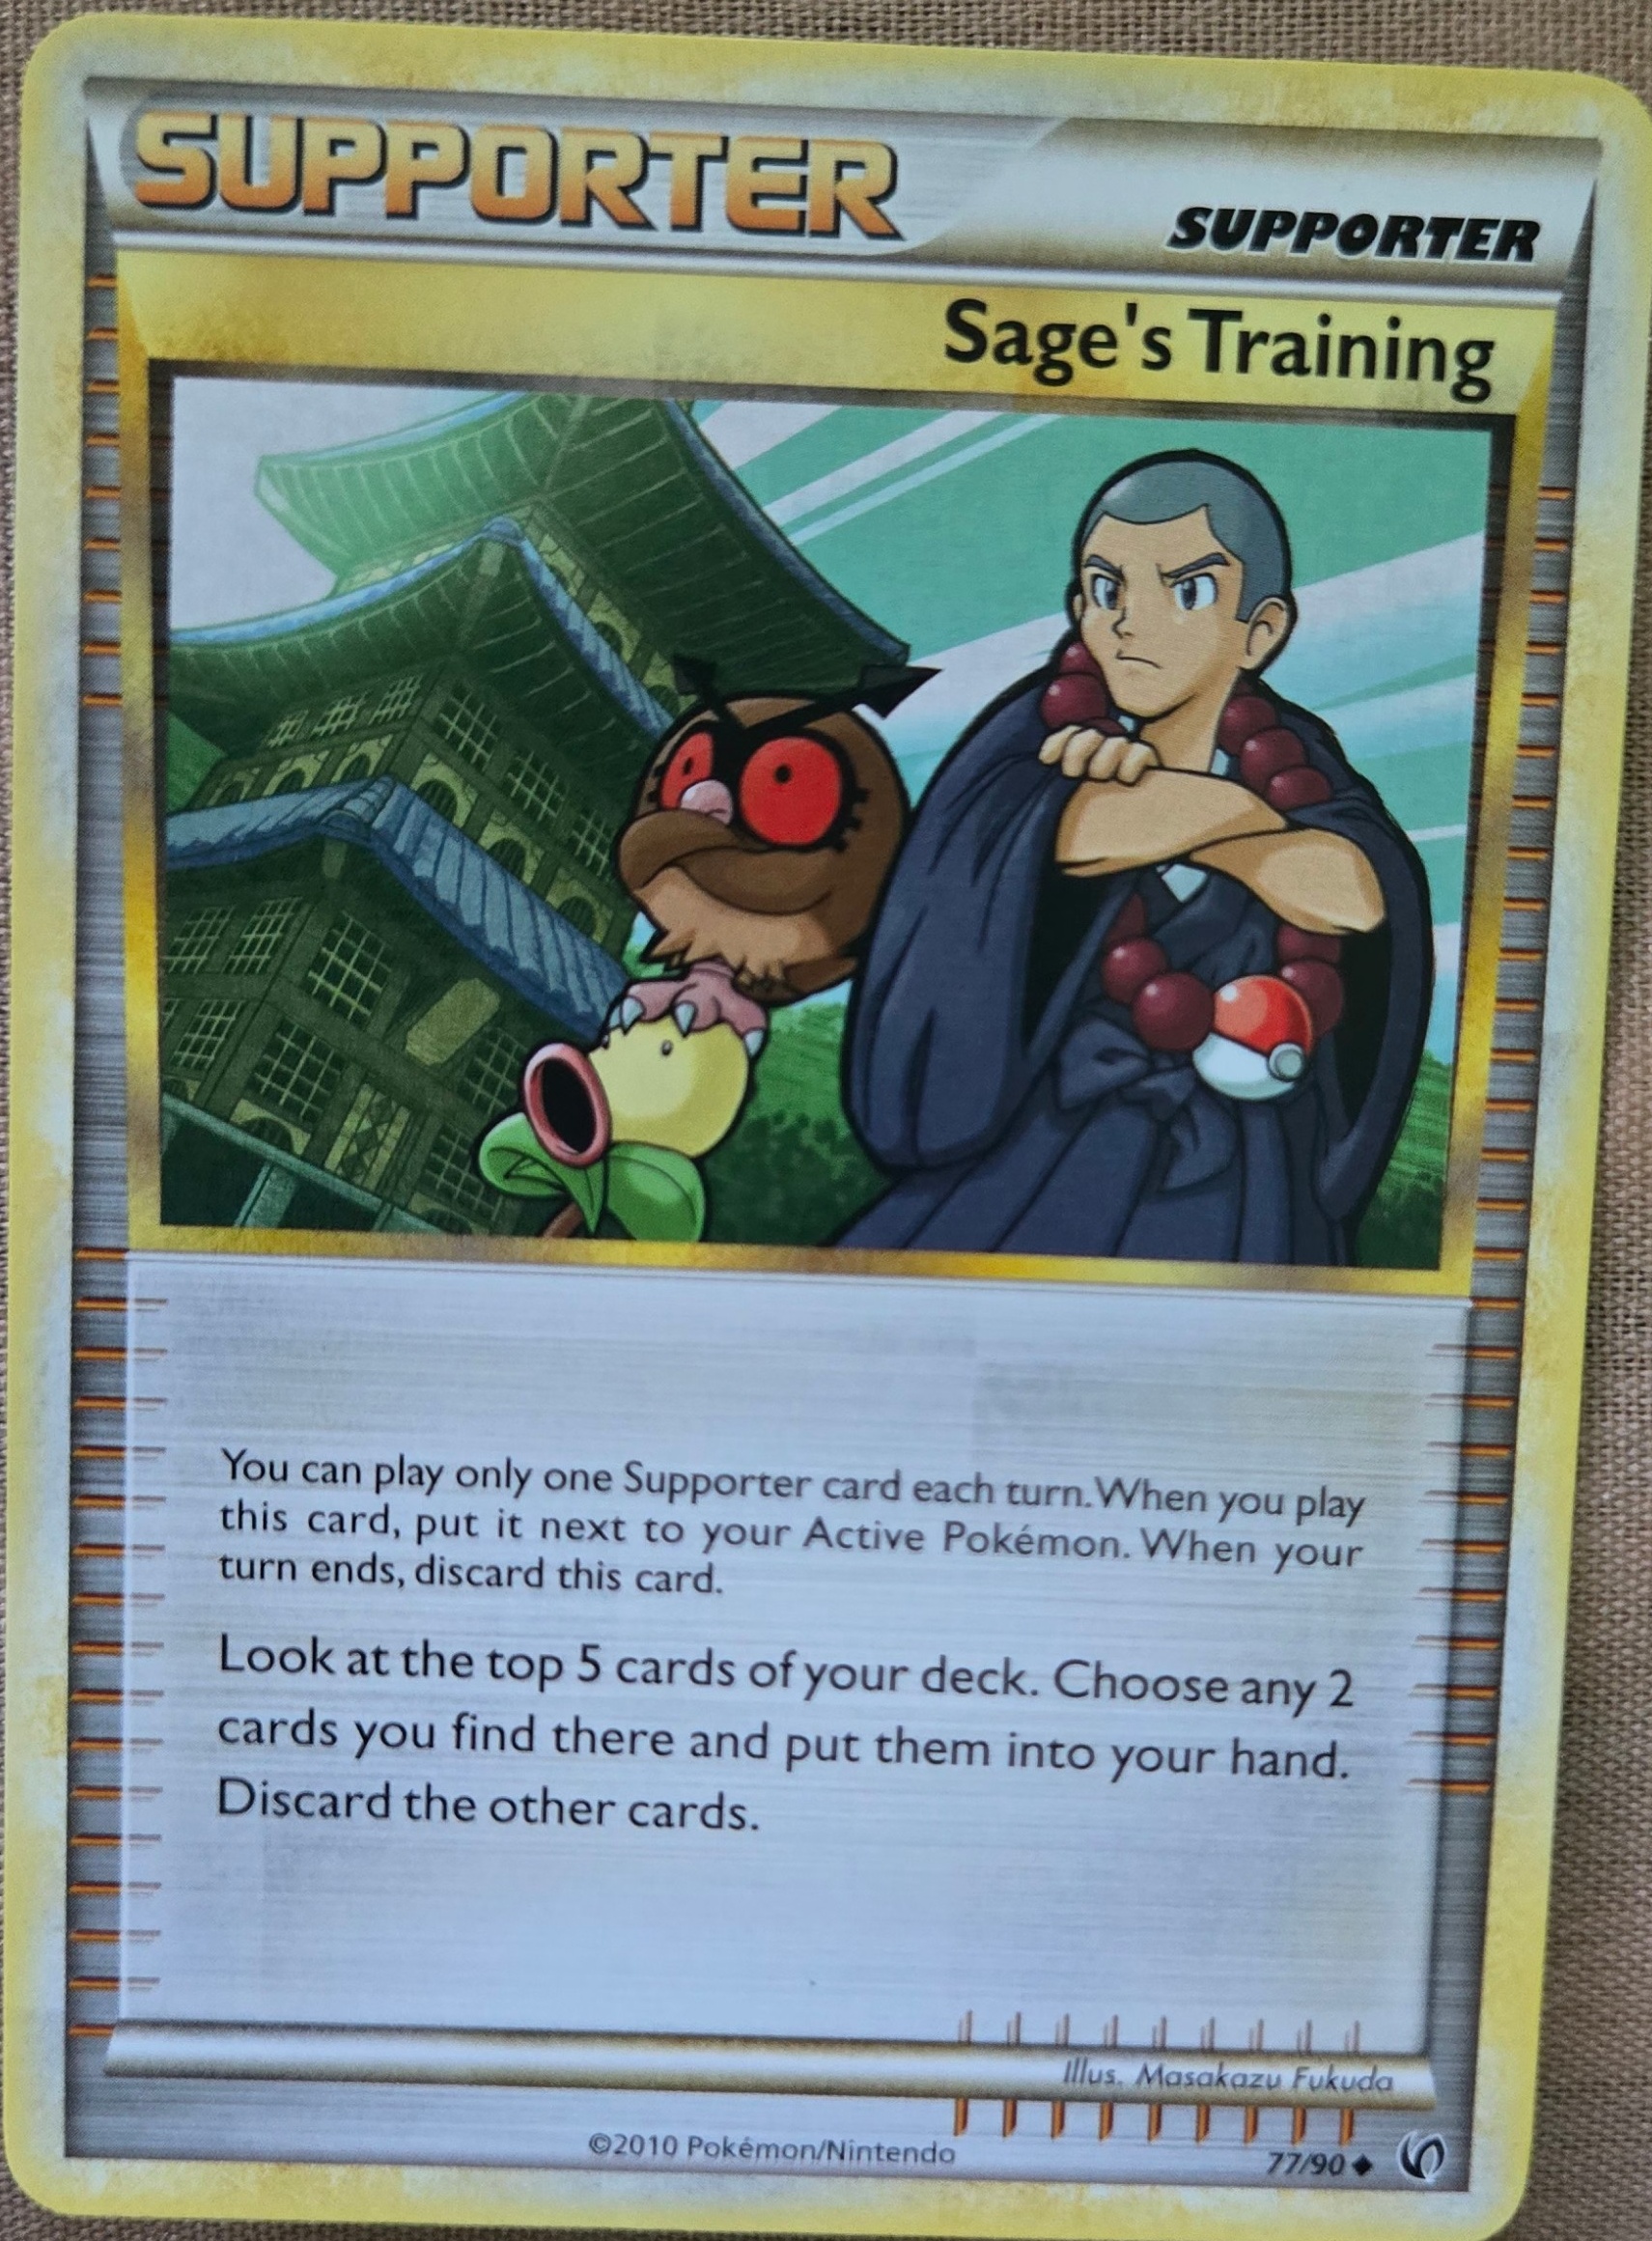 SUPPORTER
SUPPORTER
Sage's Training
You can play only one Supporter card each turn. When you play
this card, put it next to your Active Pokémon. When your
turn ends, discard this card.
Look at the top 5 cards of your deck. Choose any 2
cards you find there and put them into your hand.
Discard the other cards.
Illus. Masakazu Fukuda
©2010 Pokémon/Nintendo
77/90